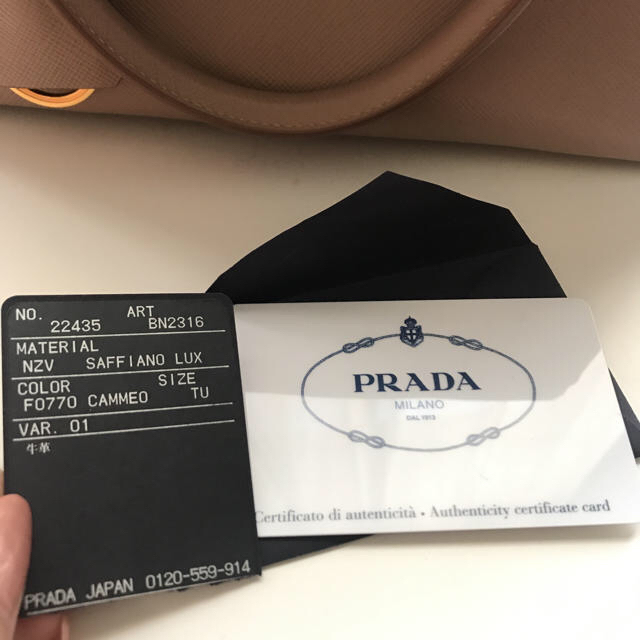 NO. ART
22435 BN2316
MATERIAL
NZV SAFFIANO LUX
COLOR SIZE
F0770 CAMMEO TU
VAR. 01
牛革
PRADA JAPAN 0120-559-914
PRADA
MILANO
DAL 1913
Certificato di autenticità • Authenticity certificate card